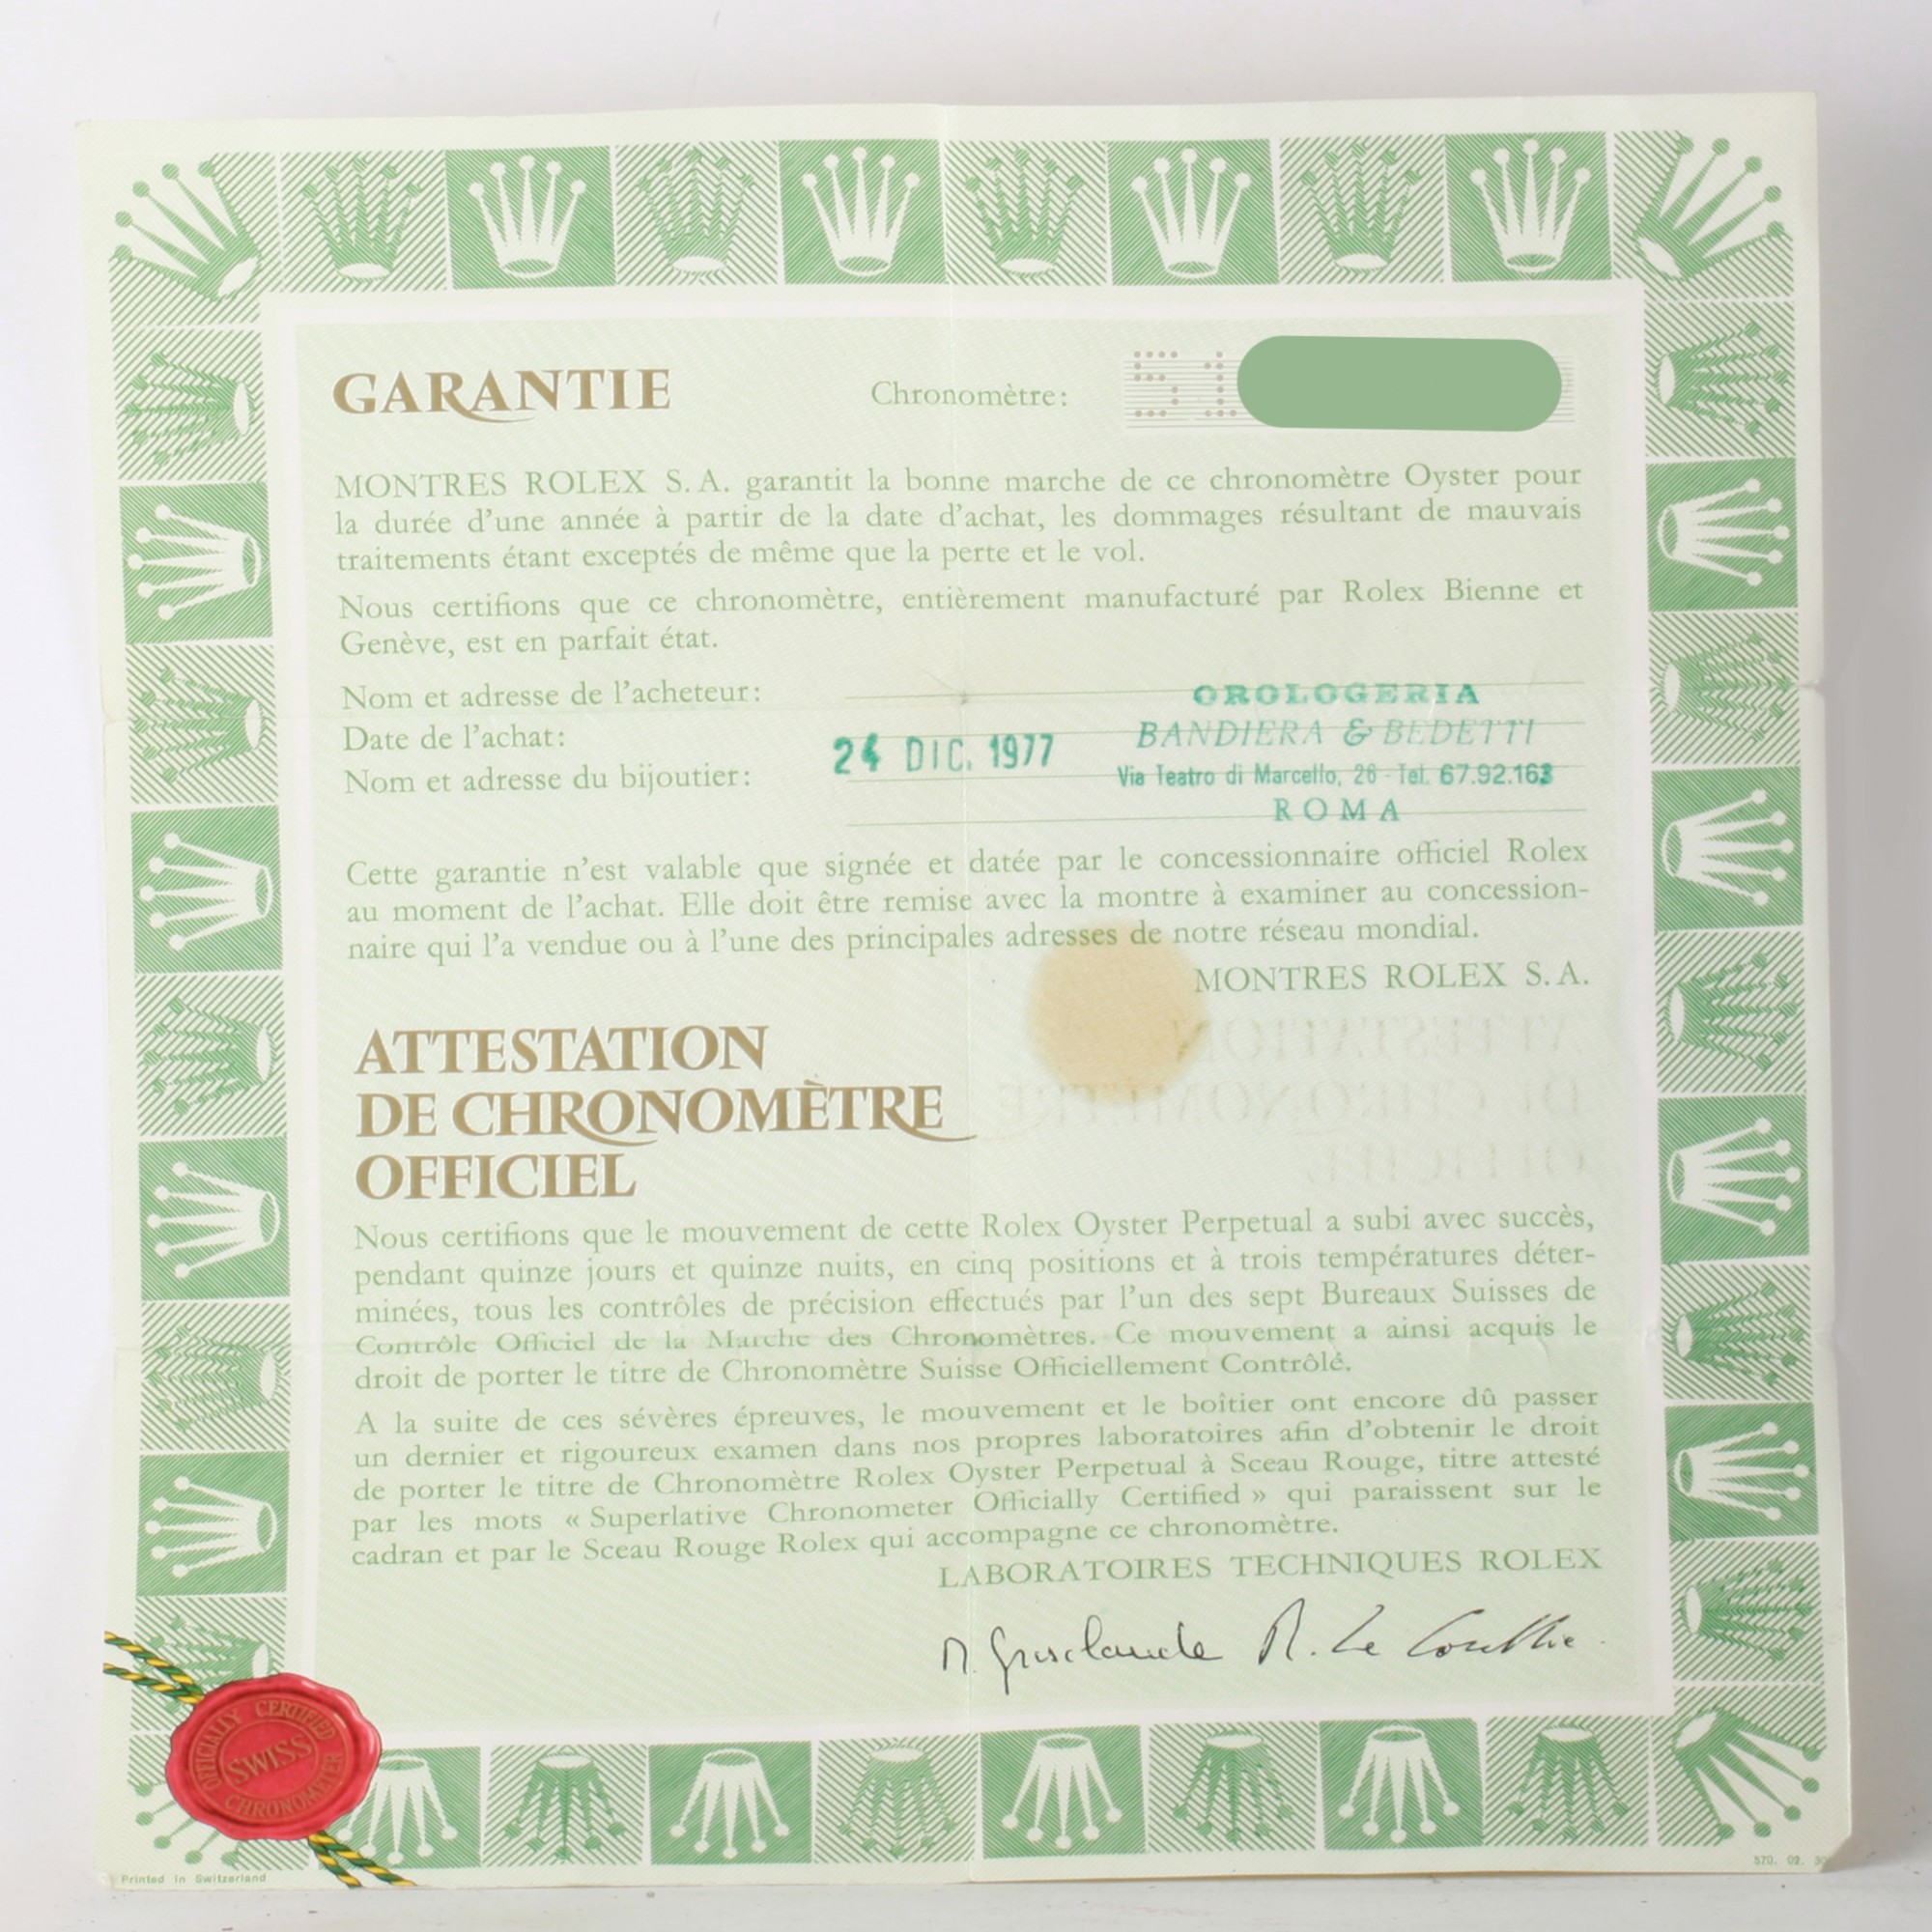 GARANTIE
Chronomètre: 51
MONTRES ROLEX S. A. garantit la bonne marche de ce chronomètre Oyster pour
la durée d'une année à partir de la date d'achat, les dommages résultant de mauvais
traitements étant exceptés de même que la perte et le vol.
Nous certifions que ce chronomètre, entièrement manufacturé par Rolex Bienne et
Genève, est en parfait état.
Nom et adresse de l'acheteur:
Date de l'achat:
24 DIC. 1977
Nom et adresse du bijoutier:
OROLOGERIA
BANDIERA & BEDETTI
Via Teatro di Marcello, 26 - Tel. 67.92.163
ROMA
Cette garantie n'est valable que signée et datée par le concessionnaire officiel Rolex
au moment de l'achat. Elle doit être remise avec la montre à examiner au concession-
naire qui l'a vendue ou à l'une des principales adresses de notre réseau mondial.
MONTRES ROLEX S. A.
ATTESTATION
DE CHRONOMÈTRE
OFFICIEL
Nous certifions que le mouvement de cette Rolex Oyster Perpetual a subi avec succès,
pendant quinze jours et quinze nuits, en cinq positions et à trois températures déter-
minées, tous les contrôles de précision effectués par l'un des sept Bureaux Suisses de
Contrôle Officiel de la Marche des Chronomètres. Ce mouvement a ainsi acquis le
droit de porter le titre de Chronomètre Suisse Officiellement Contrôlé.
A la suite de ces sévères épreuves, le mouvement et le boîtier ont encore dû passer
un dernier et rigoureux examen dans nos propres laboratoires afin d'obtenir le droit
de porter le titre de Chronomètre Rolex Oyster Perpetual à Sceau Rouge, titre attesté
par les mots « Superlative Chronometer Officially Certified » qui paraissent sur le
cadran et par le Sceau Rouge Rolex qui accompagne ce chronomètre.
LABORATOIRES TECHNIQUES ROLEX
R. Le Coultre
OFFICIALLY CERTIFIED
SWISS
CHRONOMETER
Printed in Switzerland
570. 02. 30